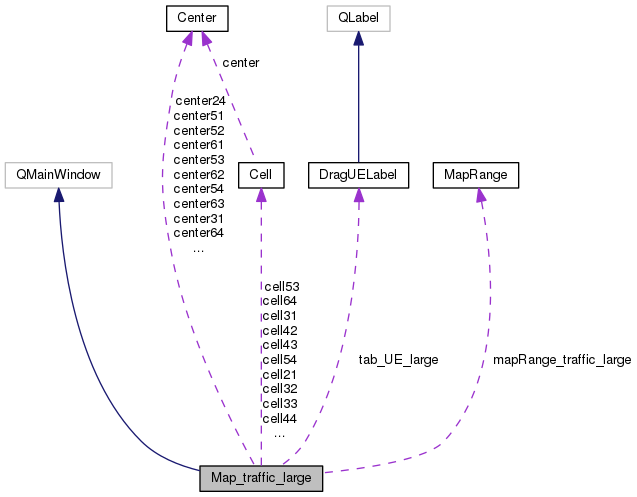 Center
QLabel
center
center24
center51
center52
center61
center53
center62
center54
center63
center31
center64
...
QMainWindow
Cell
DragUELabel
MapRange
cell53
cell64
cell31
cell42
cell43
cell54
cell21
cell32
cell33
cell44
...
tab_UE_large
mapRange_traffic_large
Map_traffic_large